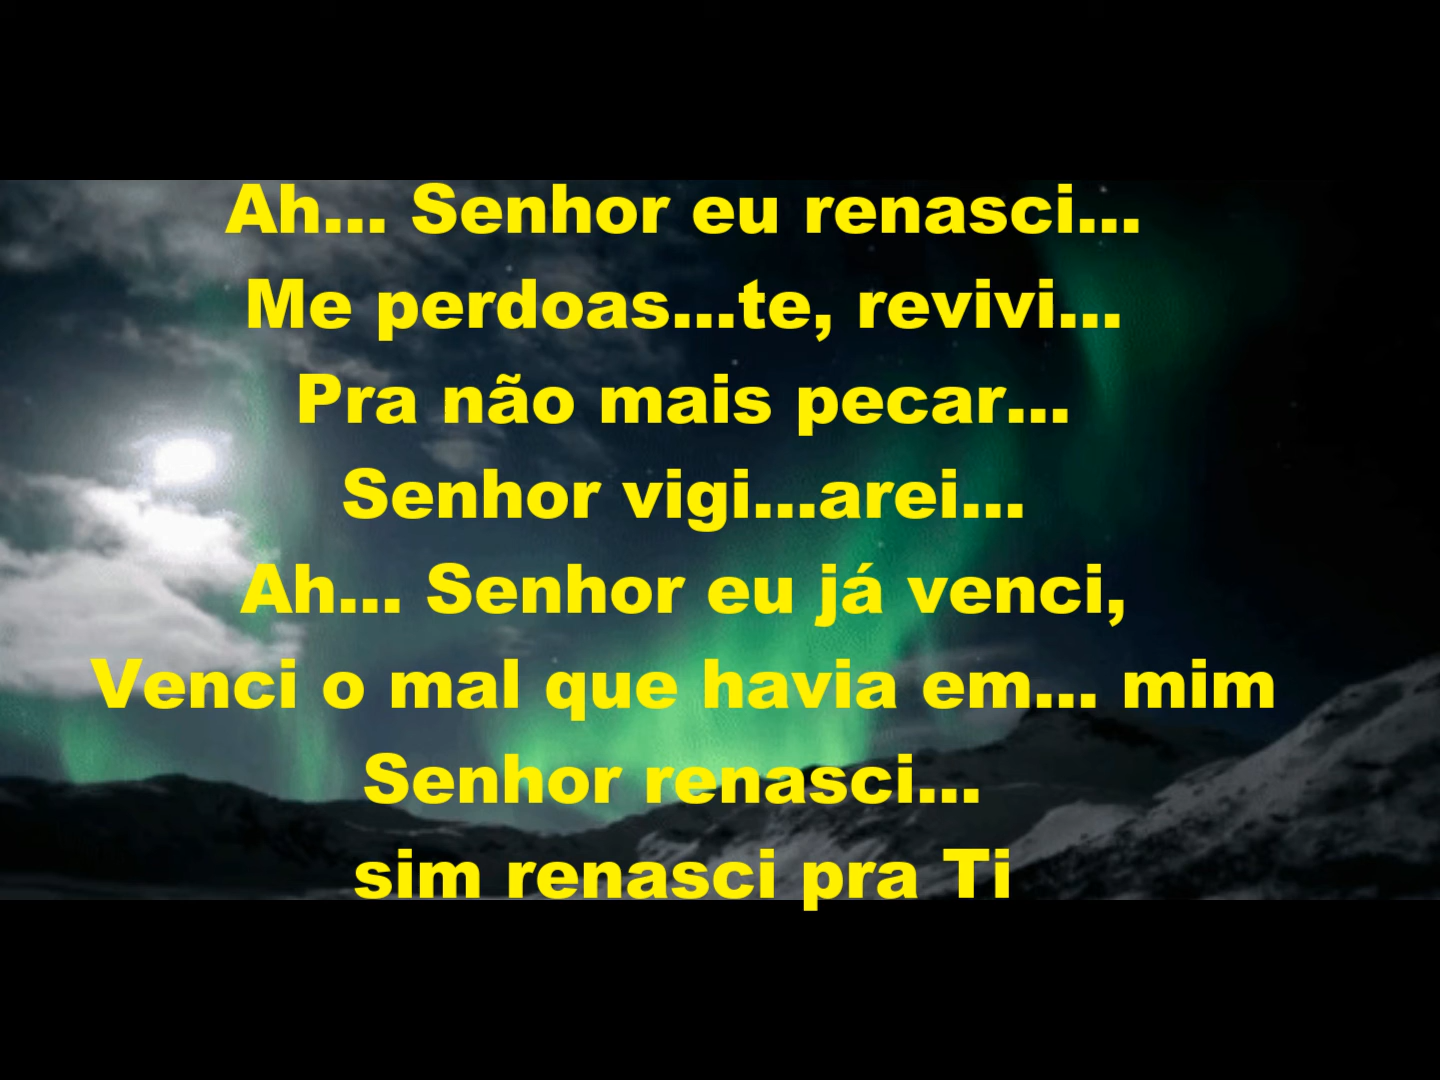 Ah... Senhor eu renasci...
Me perdoas...te, revivi...
Pra não mais pecar...
Senhor vigi...arei...
Ah... Senhor eu já venci,
Venci o mal que havia em... mim
Senhor renasci...
sim renasci pra Ti